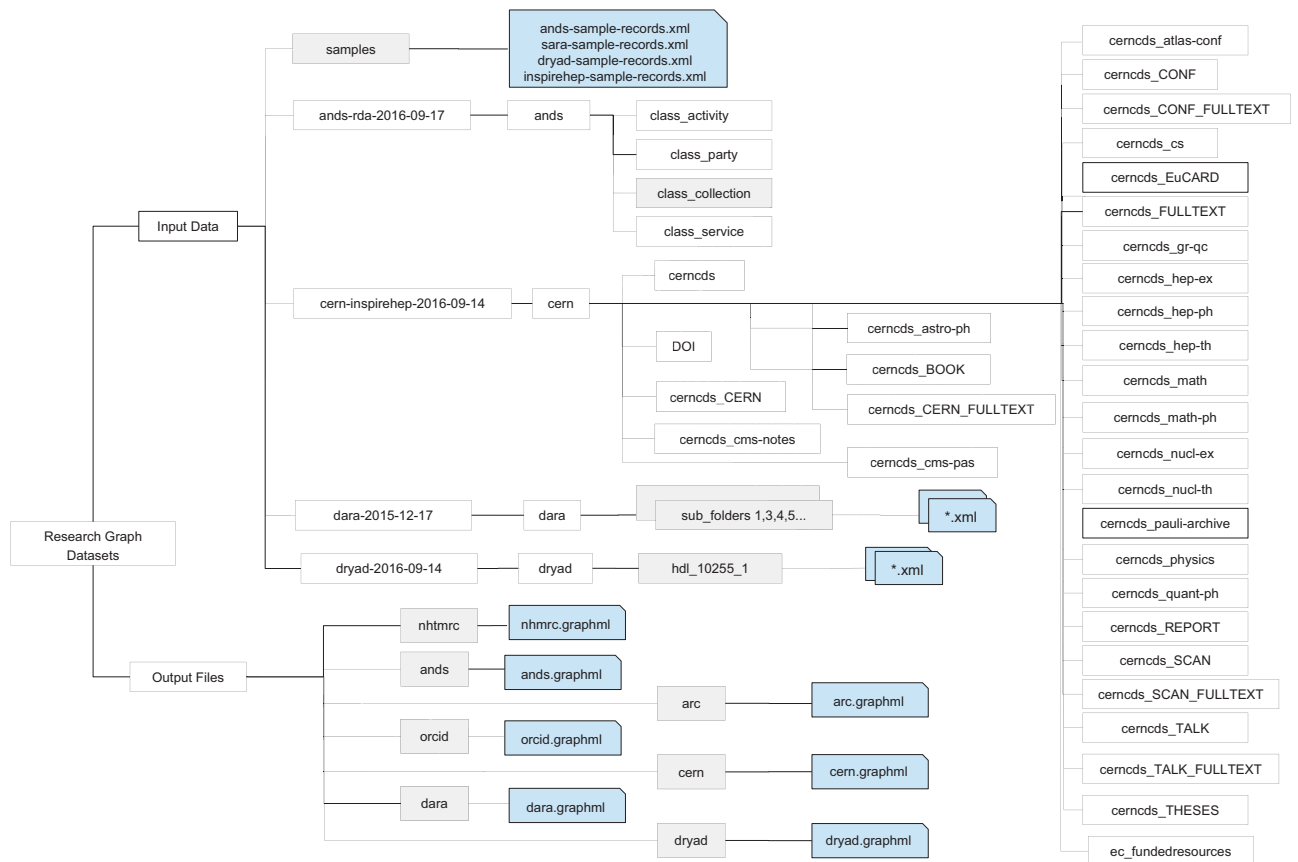 Research Graph
Datasets
Input Data
samples
ands-sample-records.xml
sara-sample-records.xml
dryad-sample-records.xml
inspirehep-sample-records.xml
ands-rda-2016-09-17
ands
class_activity
class_party
class_collection
class_service
cern-inspirehep-2016-09-14
cern
cerncds
DOI
cerncds_CERN
cerncds_cms-notes
cerncds_astro-ph
cerncds_BOOK
cerncds_CERN_FULLTEXT
cerncds_cms-pas
cerncds_atlas-conf
cerncds_CONF
cerncds_CONF_FULLTEXT
cerncds_cs
cerncds_EuCARD
cerncds_FULLTEXT
cerncds_gr-qc
cerncds_hep-ex
cerncds_hep-ph
cerncds_hep-th
cerncds_math
cerncds_math-ph
cerncds_nucl-ex
cerncds_nucl-th
cerncds_pauli-archive
cerncds_physics
cerncds_quant-ph
cerncds_REPORT
cerncds_SCAN
cerncds_SCAN_FULLTEXT
cerncds_TALK
cerncds_TALK_FULLTEXT
cerncds_THESES
ec_fundedresources
dara-2015-12-17
dara
sub_folders 1,3,4,5...
*.xml
dryad-2016-09-14
dryad
hdl_10255_1
*.xml
Output Files
nhtmrc
nhmrc.graphml
ands
ands.graphml
arc
arc.graphml
orcid
orcid.graphml
cern
cern.graphml
dara
dara.graphml
dryad
dryad.graphml